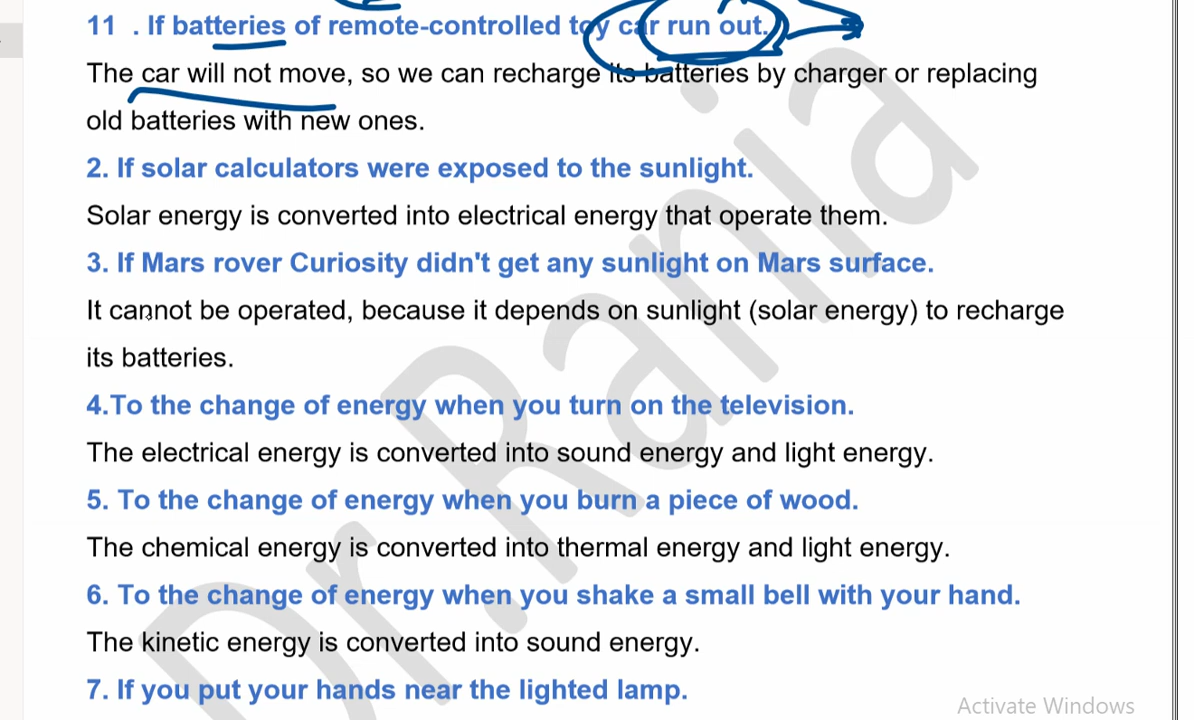 11 . If batteries of remote-controlled toy car run out.
The car will not move, so we can recharge its batteries by charger or replacing
old batteries with new ones.
2. If solar calculators were exposed to the sunlight.
Solar energy is converted into electrical energy that operate them.
3. If Mars rover Curiosity didn't get any sunlight on Mars surface.
It cannot be operated, because it depends on sunlight (solar energy) to recharge
its batteries.
4.To the change of energy when you turn on the television.
The electrical energy is converted into sound energy and light energy.
5. To the change of energy when you burn a piece of wood.
The chemical energy is converted into thermal energy and light energy.
6. To the change of energy when you shake a small bell with your hand.
The kinetic energy is converted into sound energy.
7. If you put your hands near the lighted lamp.
Dr.Rania
Activate Windows